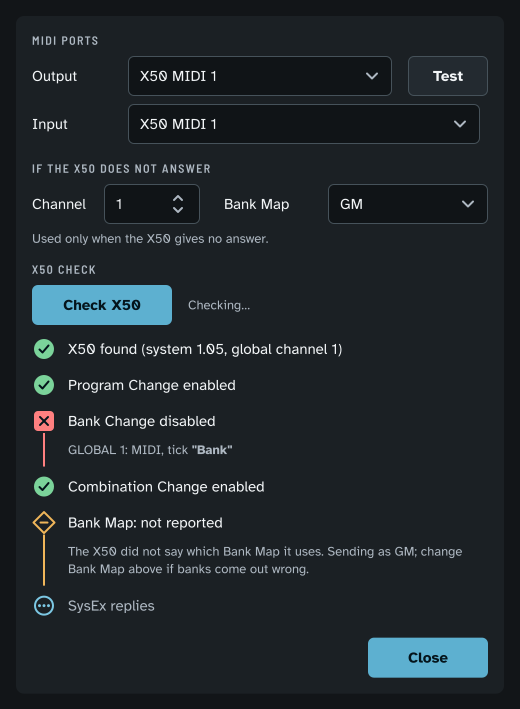 MIDI PORTS
Output
X50 MIDI 1
Test
Input
X50 MIDI 1
IF THE X50 DOES NOT ANSWER
Channel
1
Bank Map
GM
Used only when the X50 gives no answer.
X50 CHECK
Check X50
Checking…
X50 found (system 1.05, global channel 1)
Program Change enabled
Bank Change disabled
GLOBAL 1: MIDI, tick "Bank"
Combination Change enabled
Bank Map: not reported
The X50 did not say which Bank Map it uses. Sending as GM; change
Bank Map above if banks come out wrong.
SysEx replies
Close